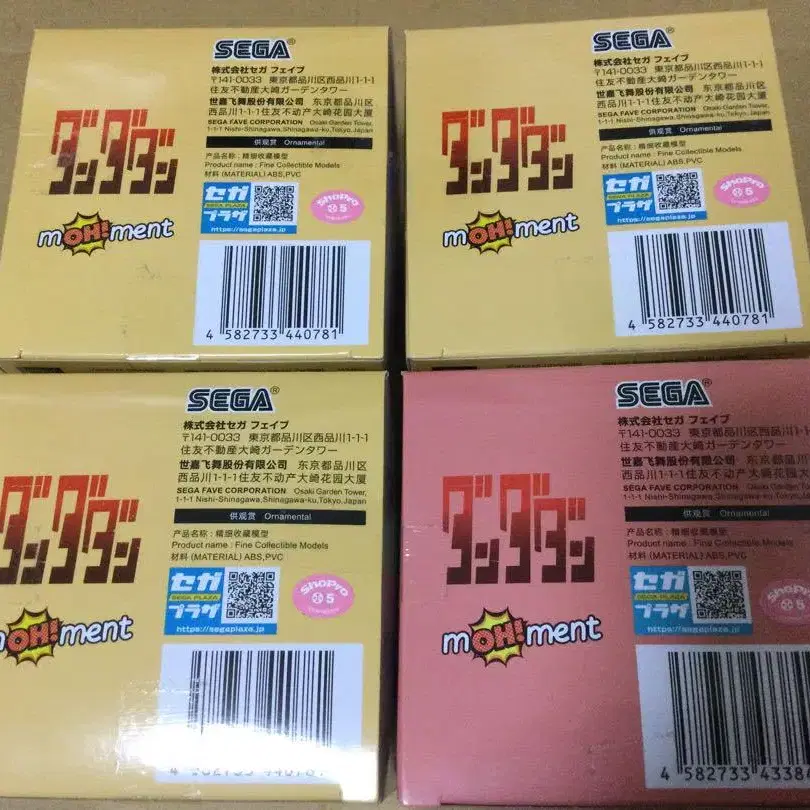 SEGA®
株式会社セガ フェイブ
〒141-0033 東京都品川区西品川1-1-1
住友不動産大崎ガーデンタワー
世嘉飞舞股份有限公司 东京都品川区
西品川1-1-1住友不动产大崎花园大厦
SEGA FAVE CORPORATION Osaki Garden Tower,
1-1-1 Nishi-Shinagawa,Shinagawa-ku,Tokyo,Japan
供观赏 Ornamental
产品名称：精细收藏模型
Product name : Fine Collectible Models
材料 (MATERIAL) ABS,PVC
ダンダダン
mOH!ment
セガ
SEGA PLAZA
プラザ
https://segaplaza.jp
ShoPro
5
4 582733 440781
SEGA®
株式会社セガ フェイブ
〒141-0033 東京都品川区西品川1-1-1
住友不動産大崎ガーデンタワー
世嘉飞舞股份有限公司 东京都品川区
西品川1-1-1住友不动产大崎花园大厦
SEGA FAVE CORPORATION Osaki Garden Tower,
1-1-1 Nishi-Shinagawa,Shinagawa-ku,Tokyo,Japan
供观赏 Ornamental
产品名称：精细收藏模型
Product name : Fine Collectible Models
材料 (MATERIAL) ABS,PVC
ダンダダン
mOH!ment
セガ
SEGA PLAZA
プラザ
https://segaplaza.jp
ShoPro
5
4 582733 440781
SEGA®
株式会社セガ フェイブ
〒141-0033 東京都品川区西品川1-1-1
住友不動産大崎ガーデンタワー
世嘉飞舞股份有限公司 东京都品川区
西品川1-1-1住友不动产大崎花园大厦
SEGA FAVE CORPORATION Osaki Garden Tower,
1-1-1 Nishi-Shinagawa,Shinagawa-ku,Tokyo,Japan
供观赏 Ornamental
产品名称：精细收藏模型
Product name : Fine Collectible Models
材料 (MATERIAL) ABS,PVC
ダンダダン
mOH!ment
セガ
SEGA PLAZA
プラザ
https://segaplaza.jp
ShoPro
5
4 582733 440781
SEGA®
株式会社セガ フェイブ
〒141-0033 東京都品川区西品川1-1-
住友不動産大崎ガーデンタワー
世嘉飞舞股份有限公司 东京都品川
西品川1-1-1住友不动产大崎花园大
SEGA FAVE CORPORATION Osaki Garden Tow
1-1-1 Nishi-Shinagawa,Shinagawa-ku,Tokyo,Jap
供观赏 Ornamental
产品名称：精细收藏模型
Product name : Fine Collectible Models
材料 (MATERIAL) ABS,PVC
ダンダダン
mOH!ment
セガ
SEGA PLAZA
プラザ
https://segaplaza.jp
ShoPro
5
4 582733 4338